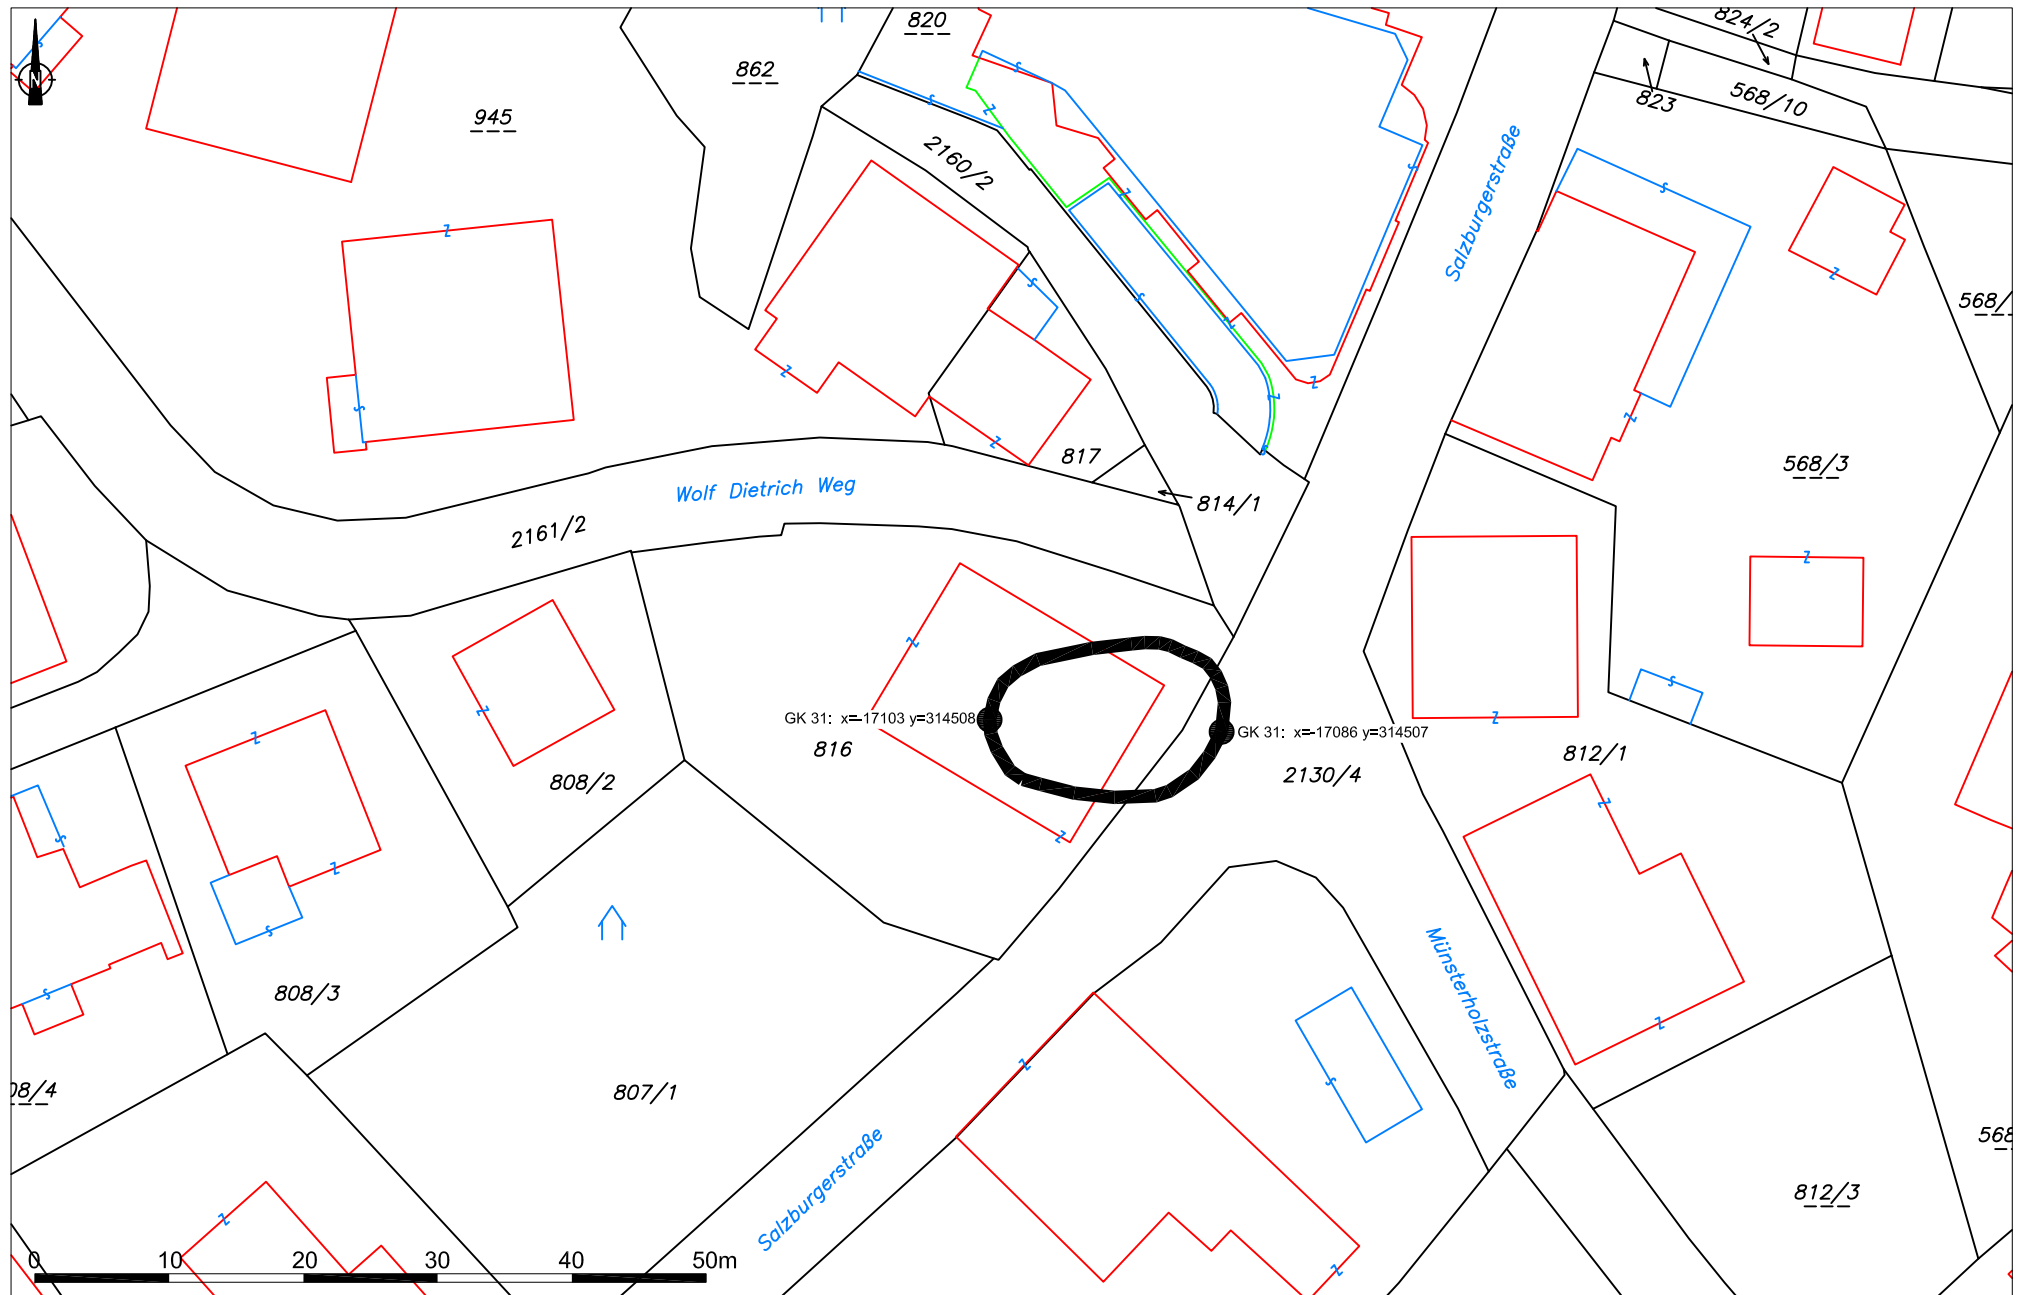 820
824/2
862
N
823
568/10
945
2160/2
Salzburgerstraße
568/
817
568/3
Wolf Dietrich Weg
814/1
2161/2
GK 31: x=-17103 y=314508
GK 31: x=-17086 y=314507
816
812/1
808/2
2130/4
808/3
Münsterholzstraße
08/4
807/1
568
Salzburgerstraße
812/3
0 10 20 30 40 50m